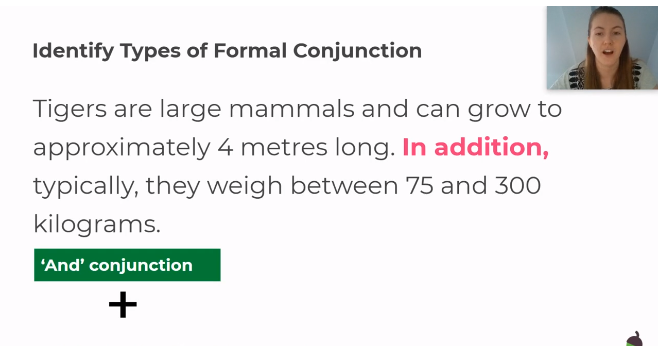 Identify Types of Formal Conjunction
Tigers are large mammals and can grow to
approximately 4 metres long. In addition,
typically, they weigh between 75 and 300
kilograms.
‘And’ conjunction
+